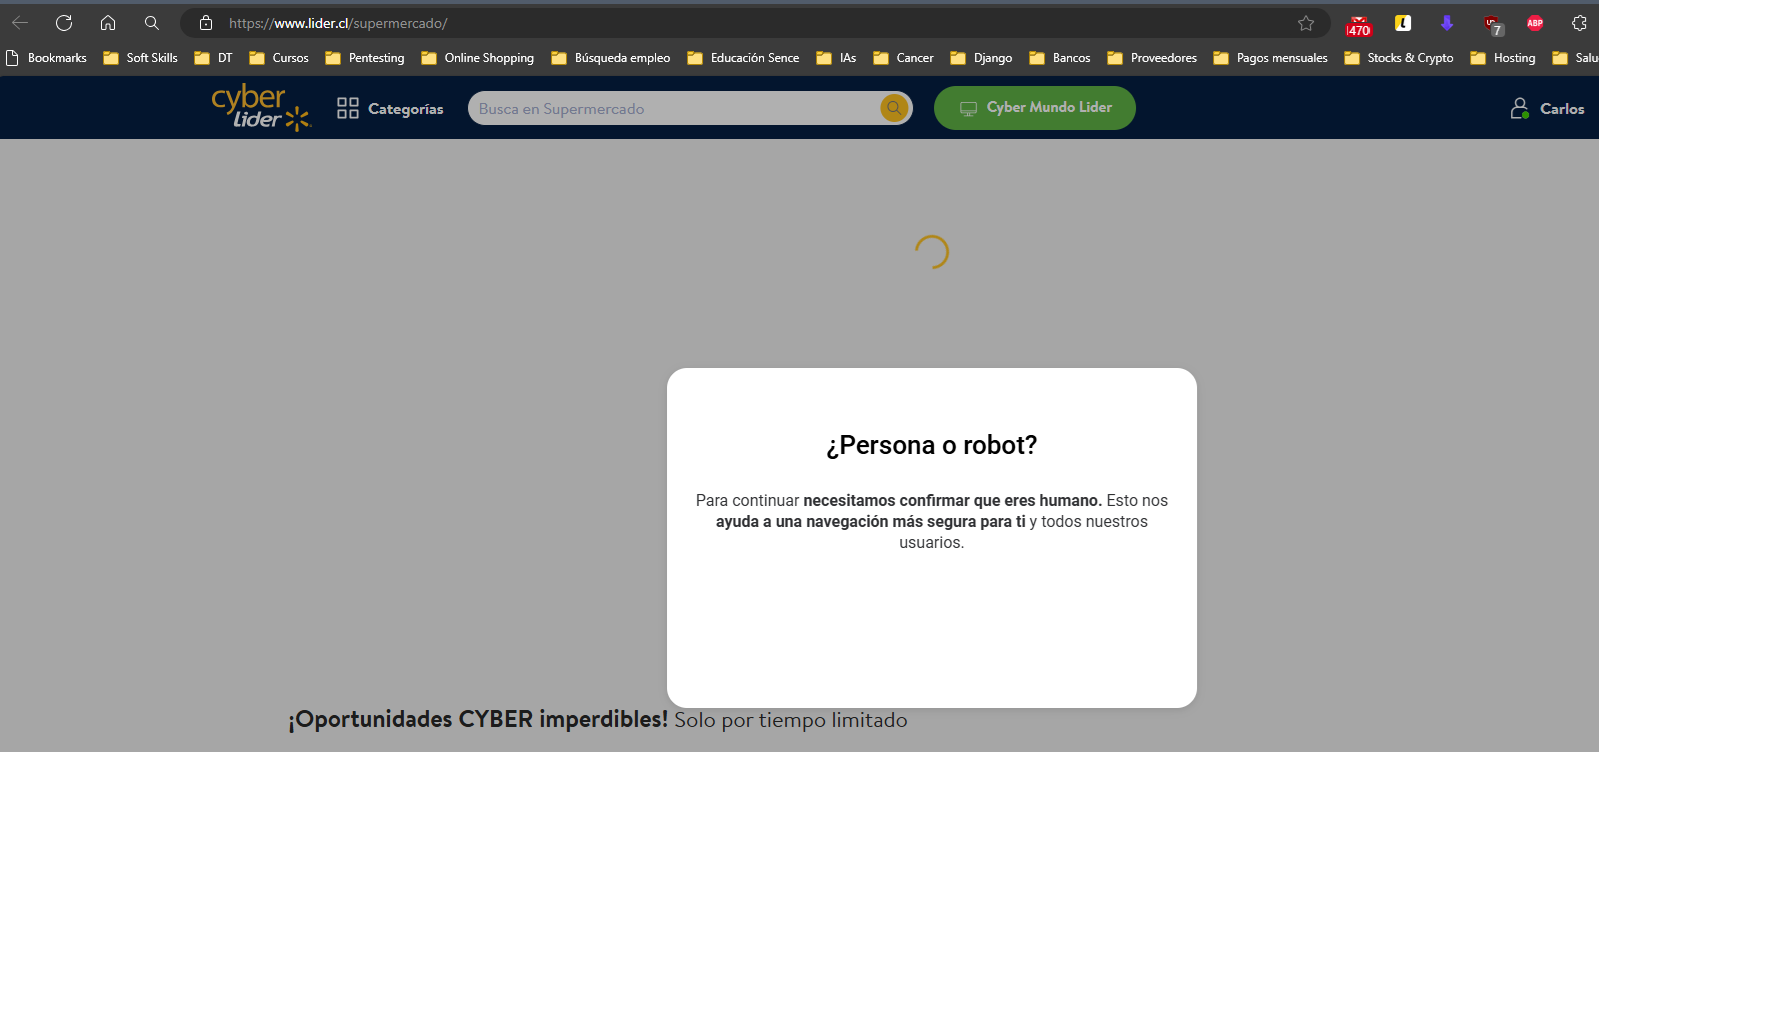 https://www.lider.cl/supermercado/
470
7
ABP
Bookmarks Soft Skills DT Cursos Pentesting Online Shopping Búsqueda empleo Educación Sence IAs Cancer Django Bancos Proveedores Pagos mensuales Stocks & Crypto Hosting Salu
cyber
lider
Categorías
Busca en Supermercado
Cyber Mundo Lider
Carlos
¿Persona o robot?
Para continuar necesitamos confirmar que eres humano. Esto nos
ayuda a una navegación más segura para ti y todos nuestros
usuarios.
¡Oportunidades CYBER imperdibles! Solo por tiempo limitado